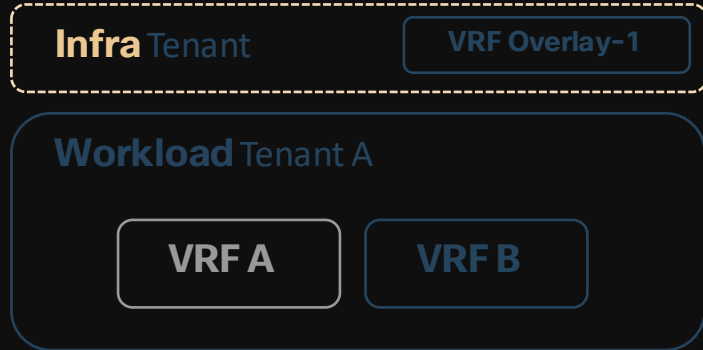 Infra Tenant
VRF Overlay-1
Workload Tenant A
VRF A
VRF B